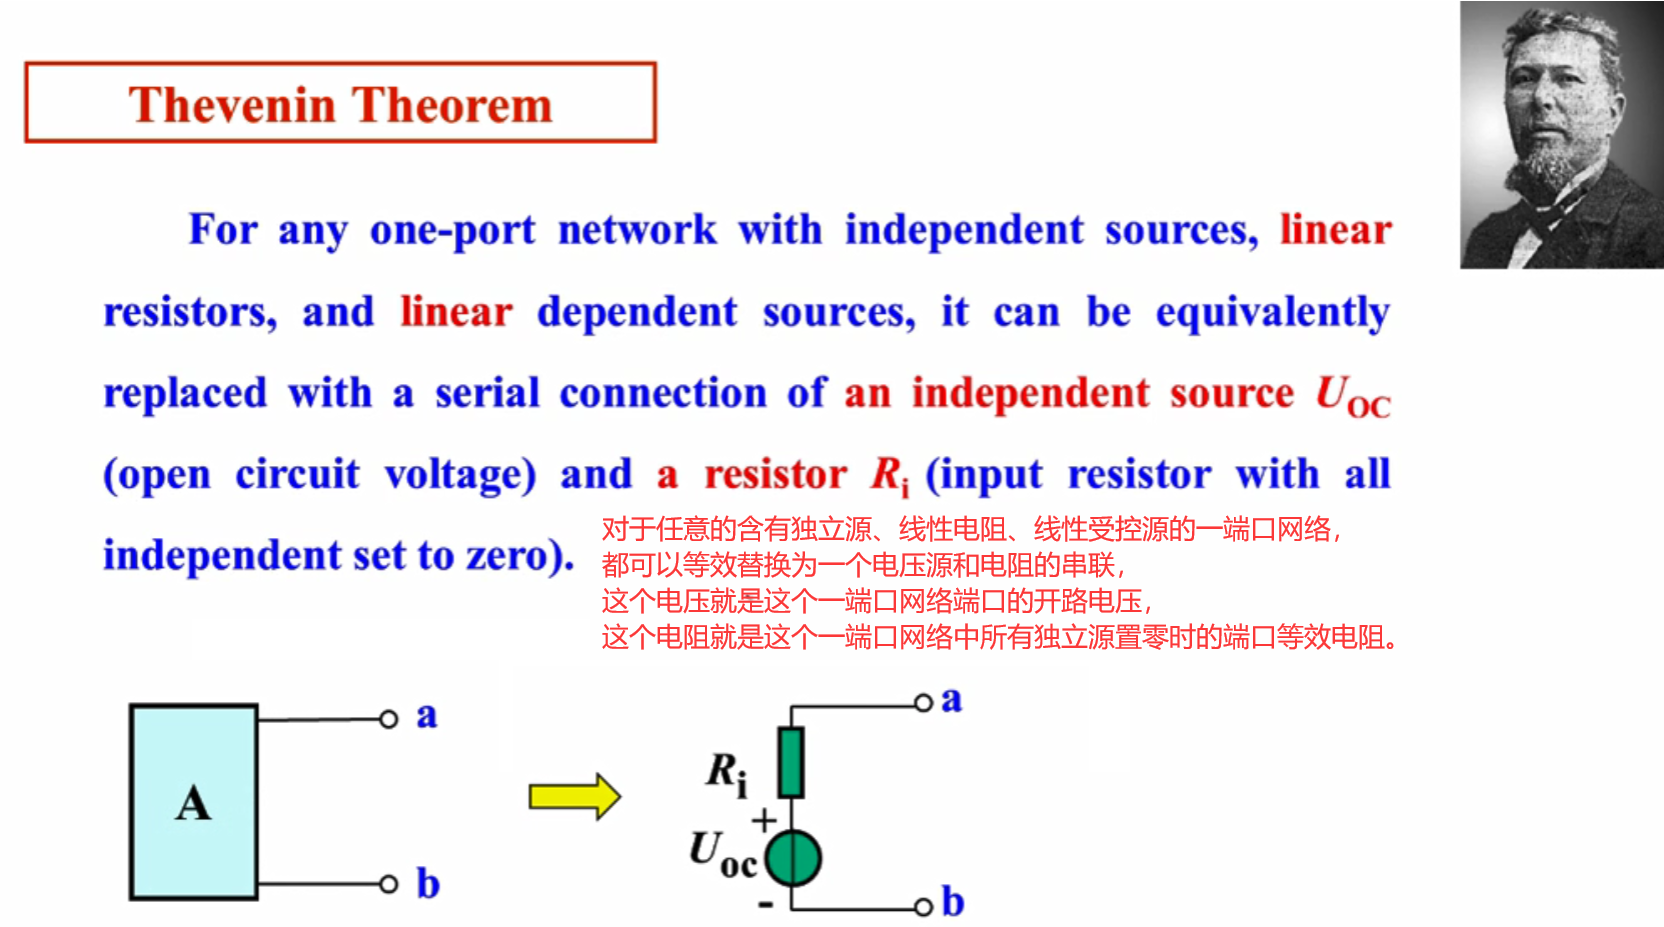 Thevenin Theorem
For any one-port network with independent sources, linear
resistors, and linear dependent sources, it can be equivalently
replaced with a serial connection of an independent source UOC
(open circuit voltage) and a resistor Ri (input resistor with all
independent set to zero).
对于任意的含有独立源、线性电阻、线性受控源的一端口网络，
都可以等效替换为一个电压源和电阻的串联，
这个电压就是这个一端口网络端口的开路电压，
这个电阻就是这个一端口网络中所有独立源置零时的端口等效电阻。
A
a
b
Ri
+
Uoc
-
a
b